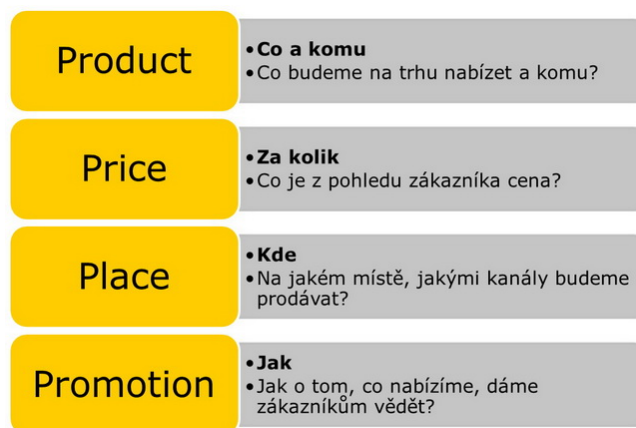 Product
•Co a komu
•Co budeme na trhu nabízet a komu?
Price
•Za kolik
•Co je z pohledu zákazníka cena?
Place
•Kde
•Na jakém místě, jakými kanály budeme
prodávat?
Promotion
•Jak
•Jak o tom, co nabízíme, dáme
zákazníkům vědět?